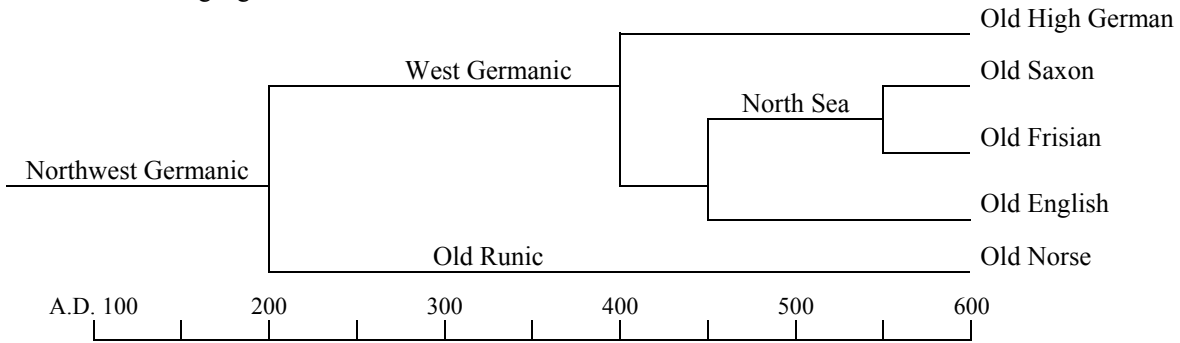 Old High German
West Germanic
Old Saxon
North Sea
Old Frisian
Northwest Germanic
Old English
Old Runic
Old Norse
A.D. 100 200 300 400 500 600